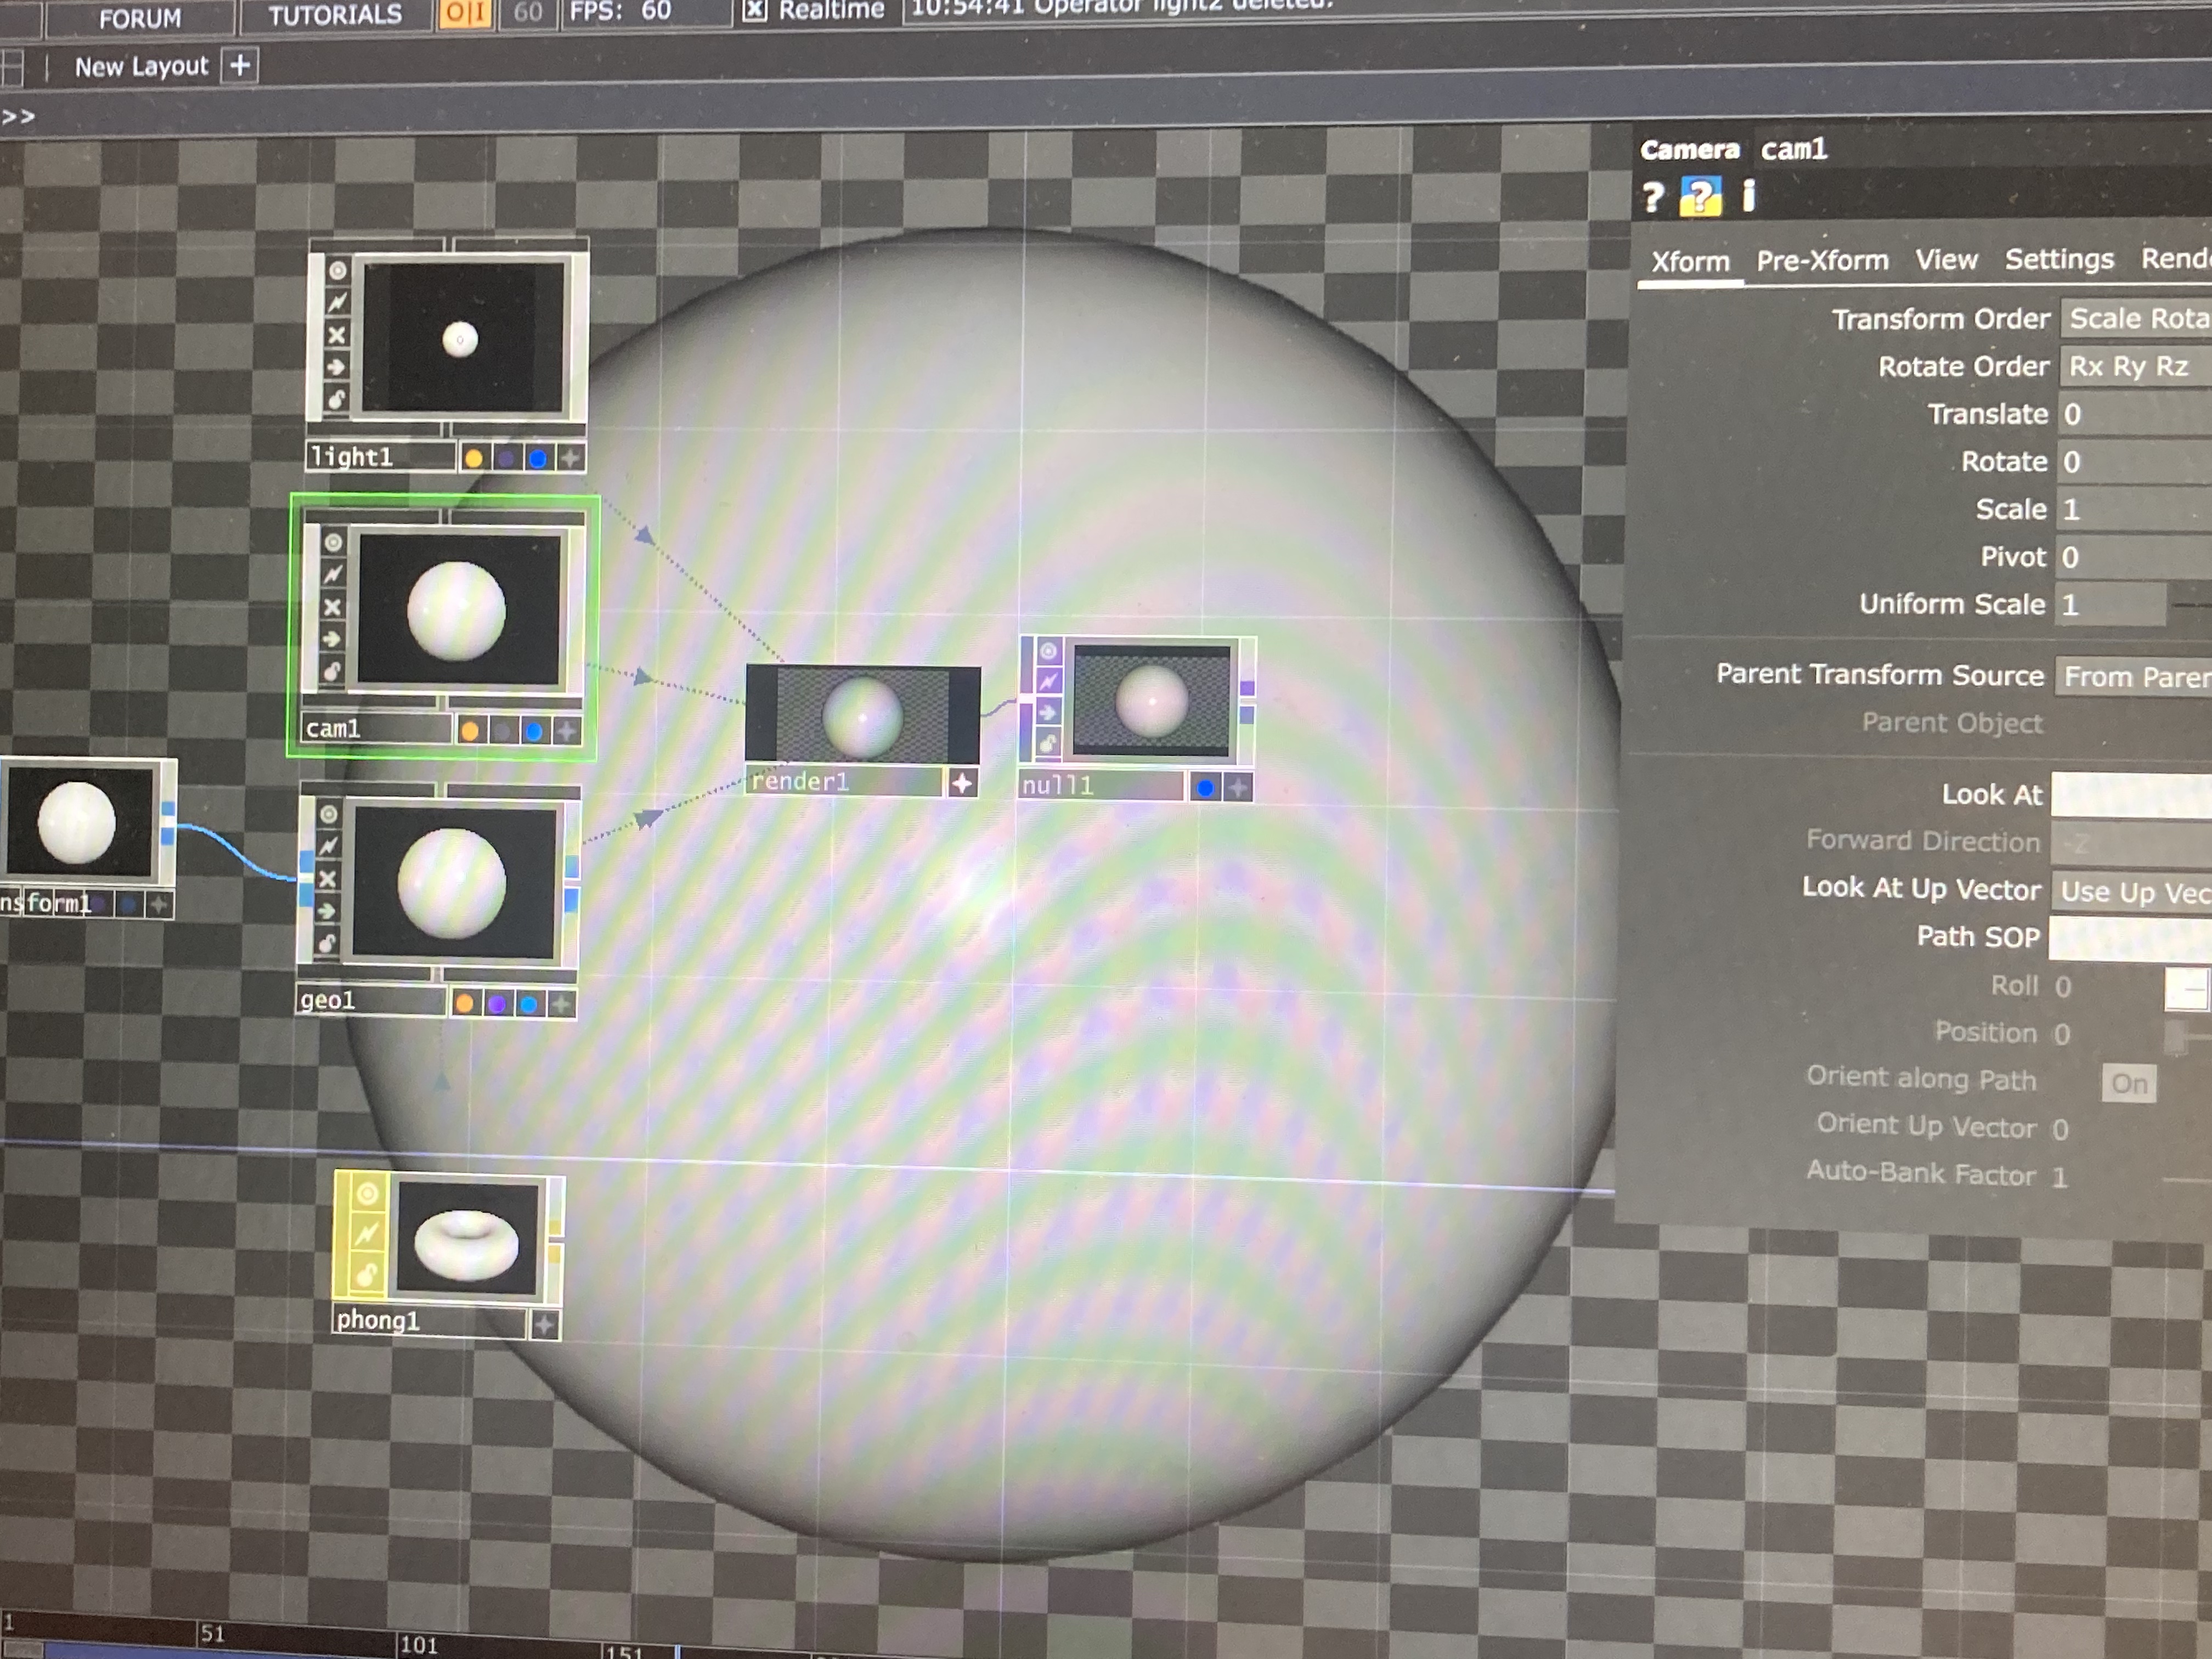 FORUM TUTORIALS O|I 60 FPS: 60 Realtime 10:54:41 Operator light2 deleted.
New Layout +
>>
Camera cam1
? ? i
Xform Pre-Xform View Settings Rend
Transform Order Scale Rota
Rotate Order Rx Ry Rz
Translate 0
Rotate 0
Scale 1
Pivot 0
Uniform Scale 1
Parent Transform Source From Paren
Parent Object
Look At
Forward Direction -Z
Look At Up Vector Use Up Vec
Path SOP
Roll 0
Position 0
Orient along Path On
Orient Up Vector 0
Auto-Bank Factor 1
light1
cam1
render1
null1
nsform1
geo1
phong1
1 51 101 151